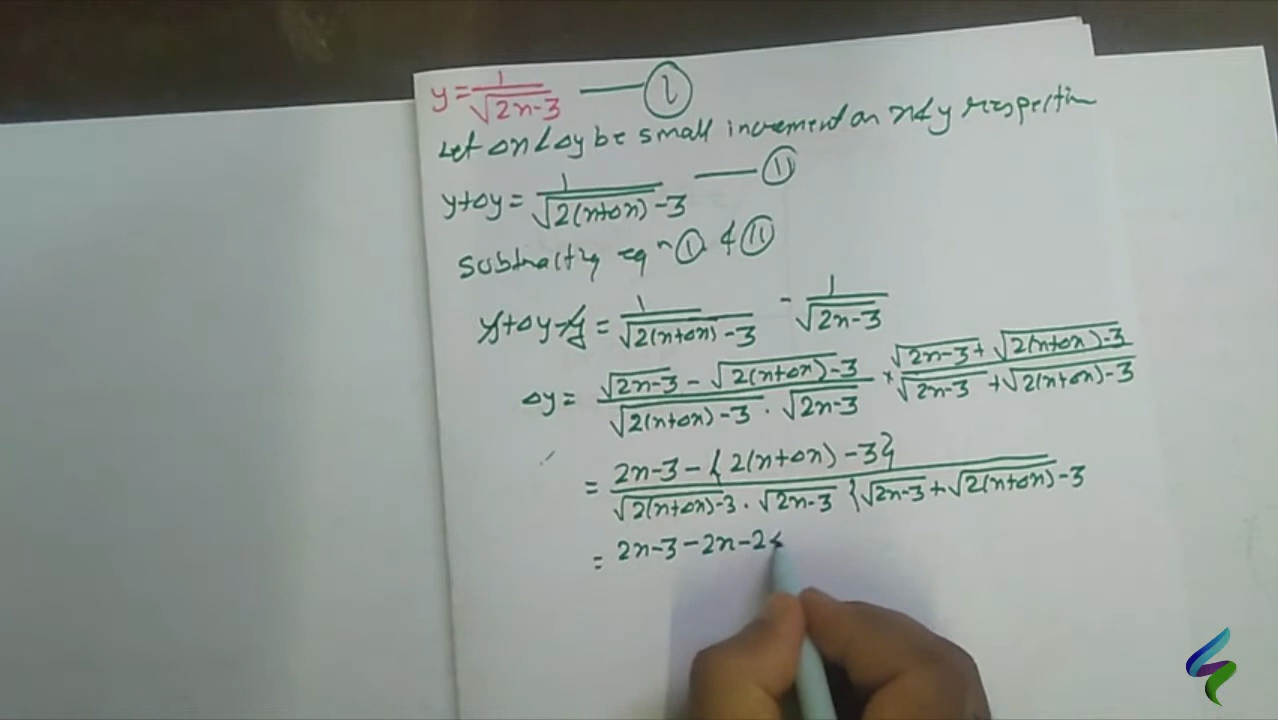 y = 1/√2x-3 —— (I)
Let Δx & Δy be small increment on x & y respectin
y+Δy = 1/√2(x+Δx)-3 —— (II)
subtracting eqn (I) & (II)
y+Δy-y = 1/√2(x+Δx)-3 - 1/√2x-3
Δy = √2x-3 - √2(x+Δx)-3 / √2(x+Δx)-3 . √2x-3 × √2x-3 + √2(x+Δx)-3 / √2x-3 + √2(x+Δx)-3
= 2x-3-{2(x+Δx)-3} / √2(x+Δx)-3 . √2x-3 {√2x-3 + √2(x+Δx)-3
= 2x-3-2x-2